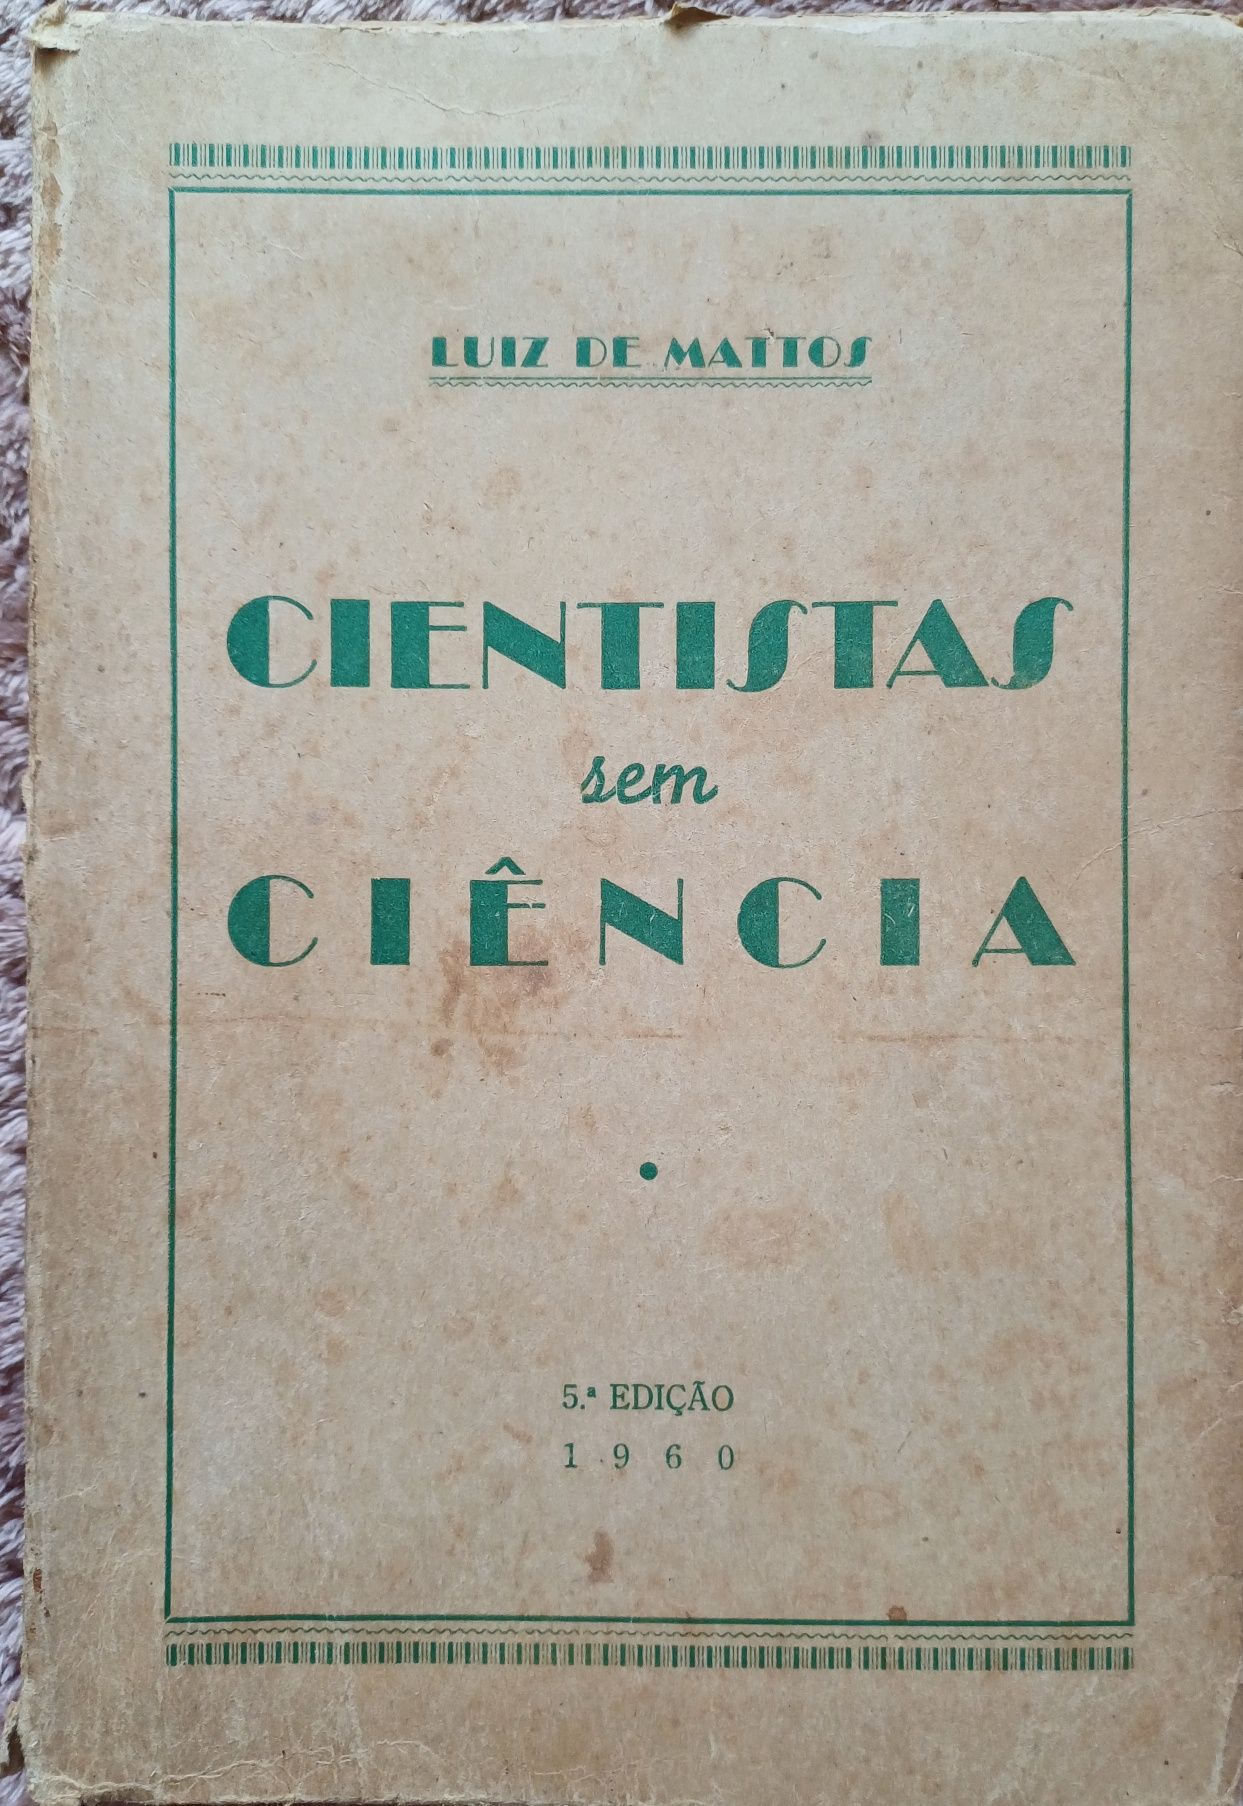 LUIZ DE MATTOS
CIENTISTAS
sem
CIÊNCIA
5.ª EDIÇÃO
1960